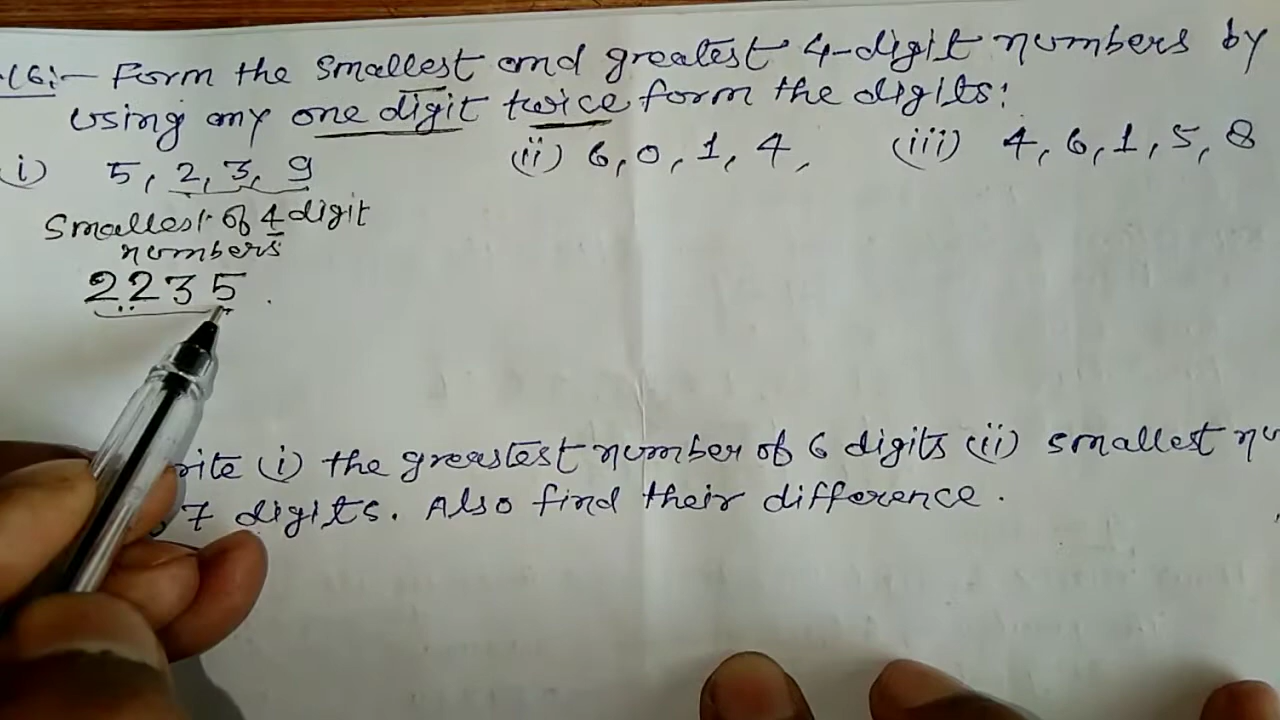 Form the smallest and greatest 4-digit numbers by
using any one digit twice form the digits:
i) 5, 2, 3, 9 (ii) 6, 0, 1, 4, (iii) 4, 6, 1, 5, 8
Smallest of 4 digit
numbers
2235
(i) the greastest number of 6 digits (ii) smallest
7 digits. Also find their difference.